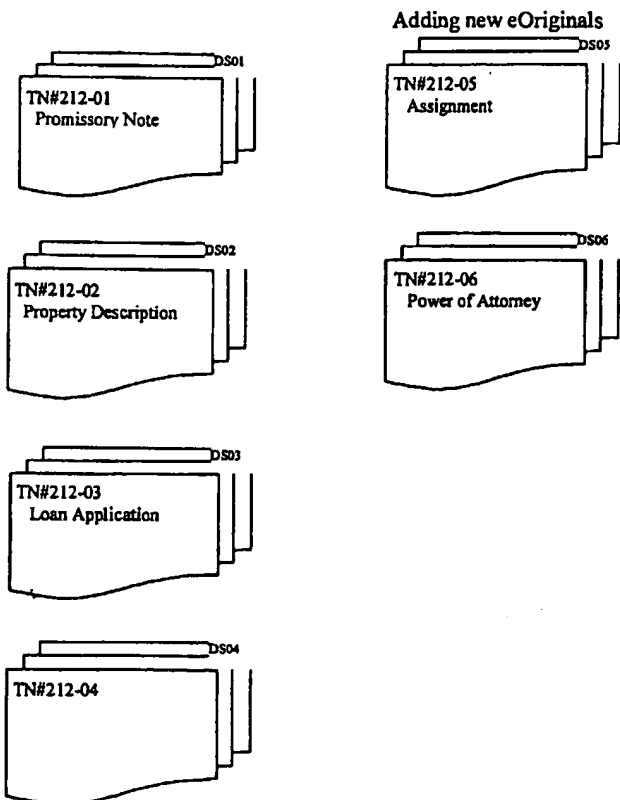 DS01
TN#212-01
Promissory Note
DS02
TN#212-02
Property Description
DS03
TN#212-03
Loan Application
DS04
TN#212-04
Adding new eOriginals
DS05
TN#212-05
Assignment
DS06
TN#212-06
Power of Attorney